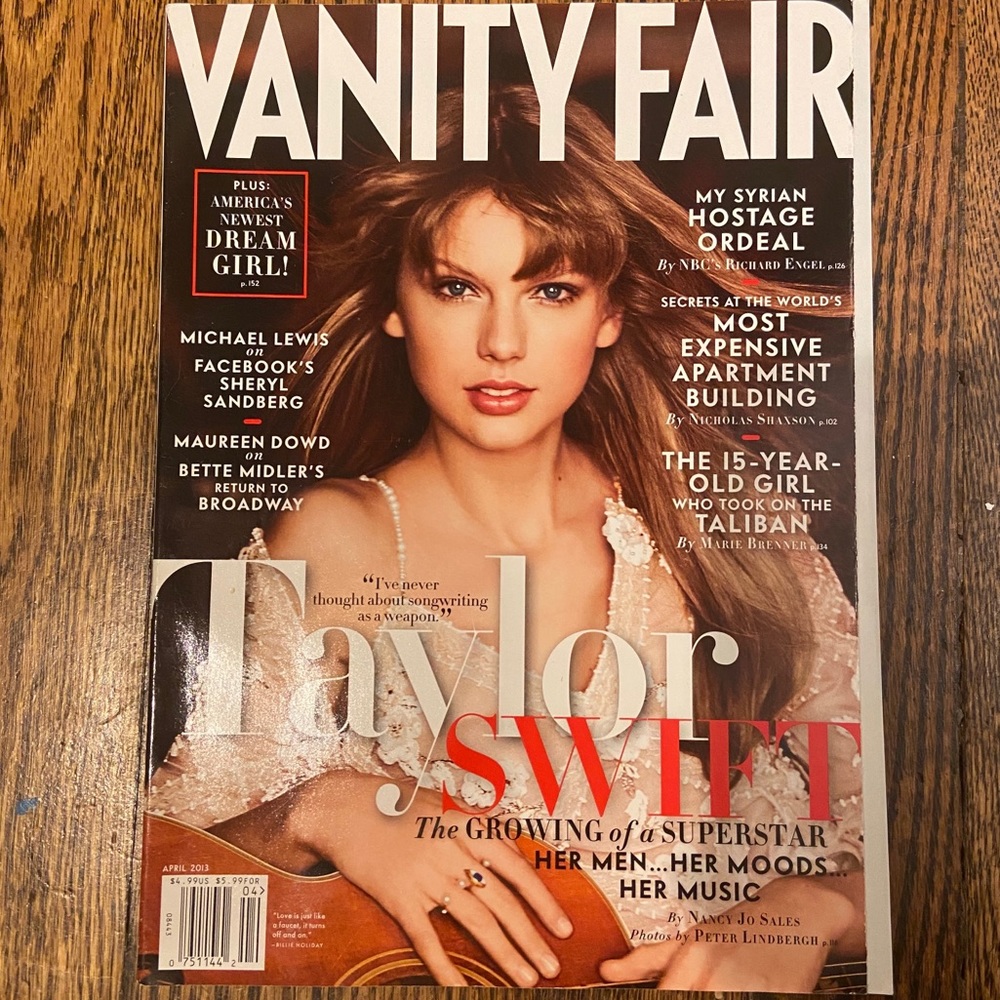 VANITY FAIR
PLUS:
AMERICA'S
NEWEST
DREAM
GIRL!
p.152
MICHAEL LEWIS
on
FACEBOOK'S
SHERYL
SANDBERG
MAUREEN DOWD
on
BETTE MIDLER'S
RETURN TO
BROADWAY
MY SYRIAN
HOSTAGE
ORDEAL
By NBC's RICHARD ENGEL p.126
SECRETS AT THE WORLD'S
MOST
EXPENSIVE
APARTMENT
BUILDING
By NICHOLAS SHAXSON p.102
THE 15-YEAR-
OLD GIRL
WHO TOOK ON THE
TALIBAN
By MARIE BRENNER
“I've never
thought about songwriting
as a weapon.”
Taylor
SWIFT
The GROWING of a SUPERSTAR
HER MEN...HER MOODS...
HER MUSIC
By NANCY JO SALES
Photos by PETER LINDBERGH
APRIL 2013
$4.99US $5.99FOR
04>
08443
0 751144 2
"Love is just like
a faucet, it turns
off and on."
—BILLIE HOLIDAY